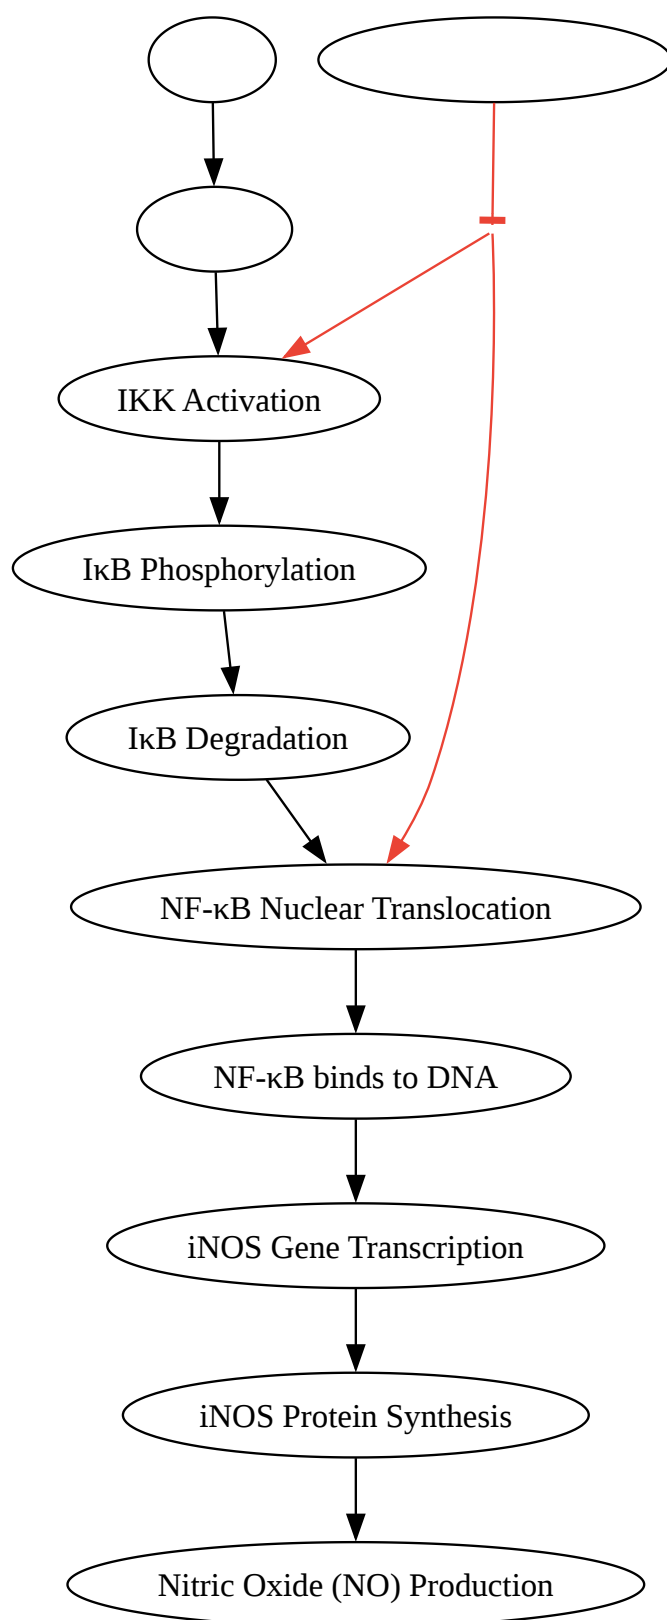 IKK Activation
IκB Phosphorylation
IκB Degradation
NF-κB Nuclear Translocation
NF-κB binds to DNA
iNOS Gene Transcription
iNOS Protein Synthesis
Nitric Oxide (NO) Production